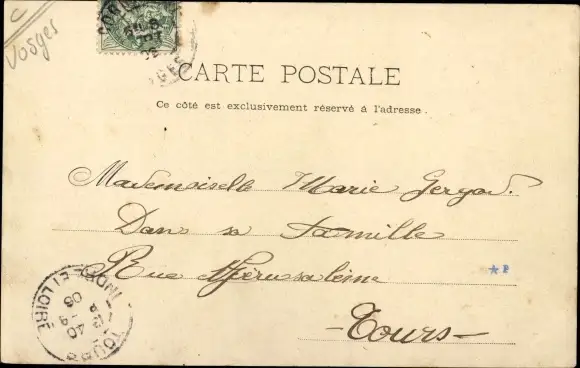 C
Vosges
CARTE POSTALE
Ce côté est exclusivement réservé à l'adresse.
Mademoiselle Marie
Dans sa famille
Rue Jérusalem
- Tours -
*P
TOURS
INDRE ET LOIRE